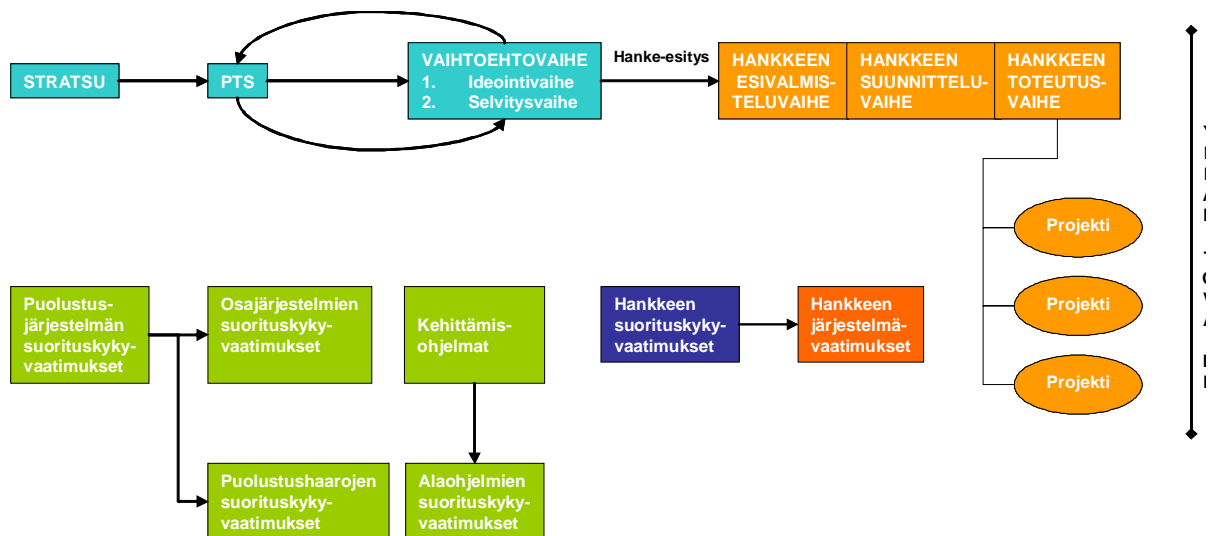 STRATSU
PTS
VAIHTOEHTOVAIHE
1. Ideointivaihe
2. Selvitysvaihe
Hanke-esitys
HANKKEEN
ESIVALMIS-
TELUVAIHE
HANKKEEN
SUUNNITTELU-
VAIHE
HANKKEEN
TOTEUTUS-
VAIHE
Projekti
Projekti
Projekti
Puolustus-
järjestelmän
suorituskyky-
vaatimukset
Osajärjestelmien
suorituskyky-
vaatimukset
Kehittämis-
ohjelmat
Hankkeen
suorituskyky-
vaatimukset
Hankkeen
järjestelmä-
vaatimukset
Puolustushaarojen
suorituskyky-
vaatimukset
Alaohjelmien
suorituskyky-
vaatimukset